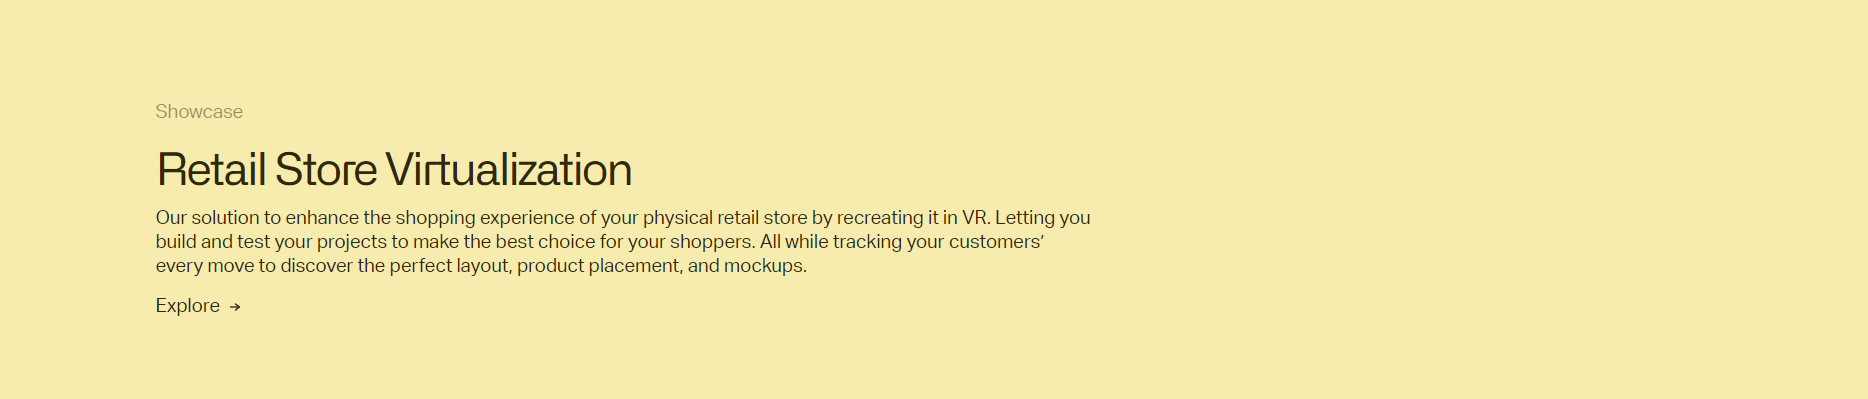 Showcase
Retail Store Virtualization
Our solution to enhance the shopping experience of your physical retail store by recreating it in VR. Letting you
build and test your projects to make the best choice for your shoppers. All while tracking your customers’
every move to discover the perfect layout, product placement, and mockups.
Explore →